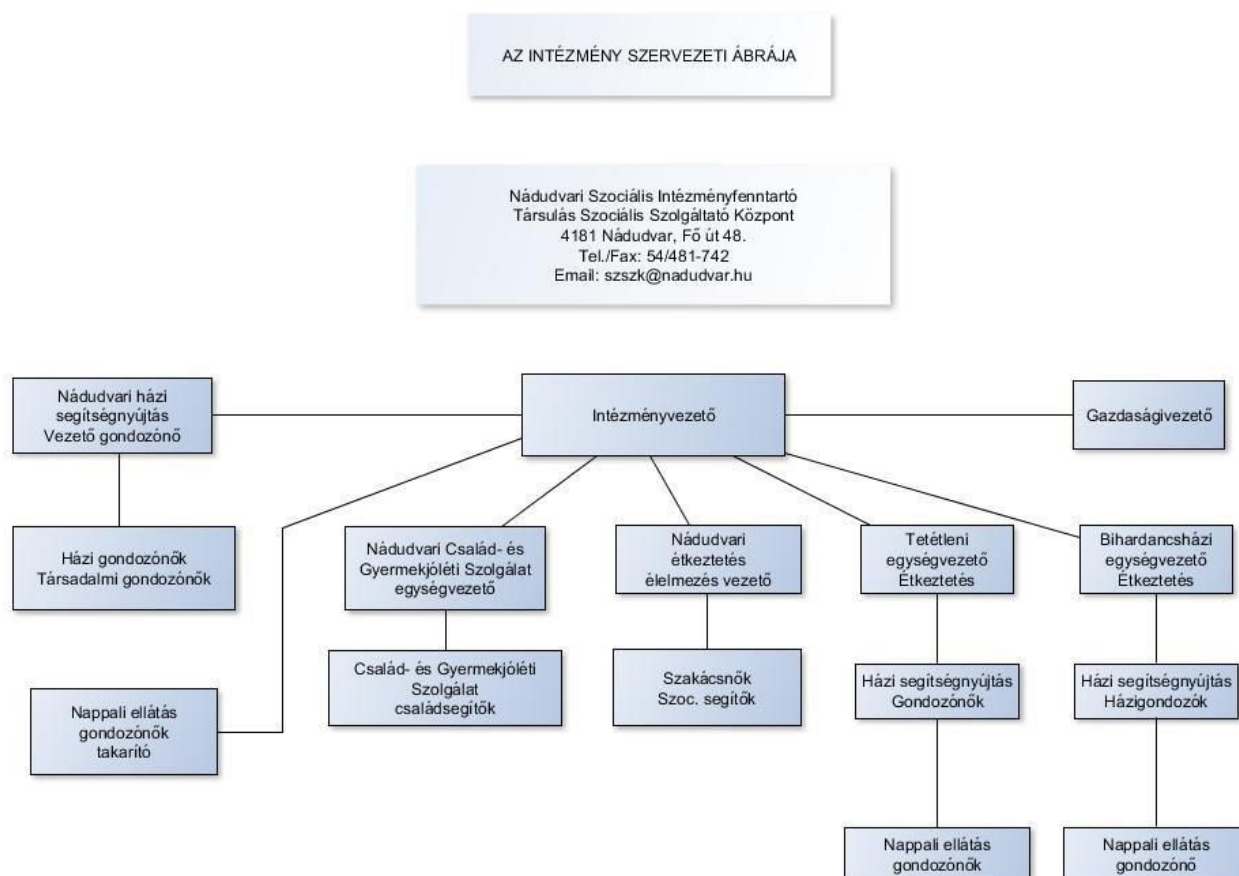 AZ INTÉZMÉNY SZERVEZETI ÁBRÁJA
Nádudvari Szociális Intézményfenntartó
Társulás Szociális Szolgáltató Központ
4181 Nádudvar, Fő út 48.
Tel./Fax: 54/481-742
Email: szszk@nadudvar.hu
Nádudvari házi
segítségnyújtás
Vezető gondozónő
Intézményvezető
Gazdaságivezető
Házi gondozónők
Társadalmi gondozónők
Nádudvari Család- és
Gyermekjóléti Szolgálat
egységvezető
Nádudvari
étkeztetés
élelmezés vezető
Tetétleni
egységvezető
Étkeztetés
Bihardancsházi
egységvezető
Étkeztetés
Család- és Gyermekjóléti
Szolgálat
családsegítők
Szakácsnők
Szoc. segítők
Házi segítségnyújtás
Gondozónők
Házi segítségnyújtás
Házigondozók
Nappali ellátás
gondozónők
takarító
Nappali ellátás
gondozónők
Nappali ellátás
gondozónő